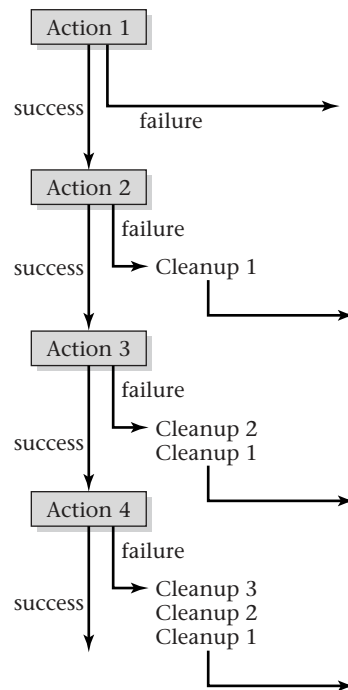 Action 1
success
failure
Action 2
failure
success
Cleanup 1
Action 3
failure
success
Cleanup 2
Cleanup 1
Action 4
failure
success
Cleanup 3
Cleanup 2
Cleanup 1